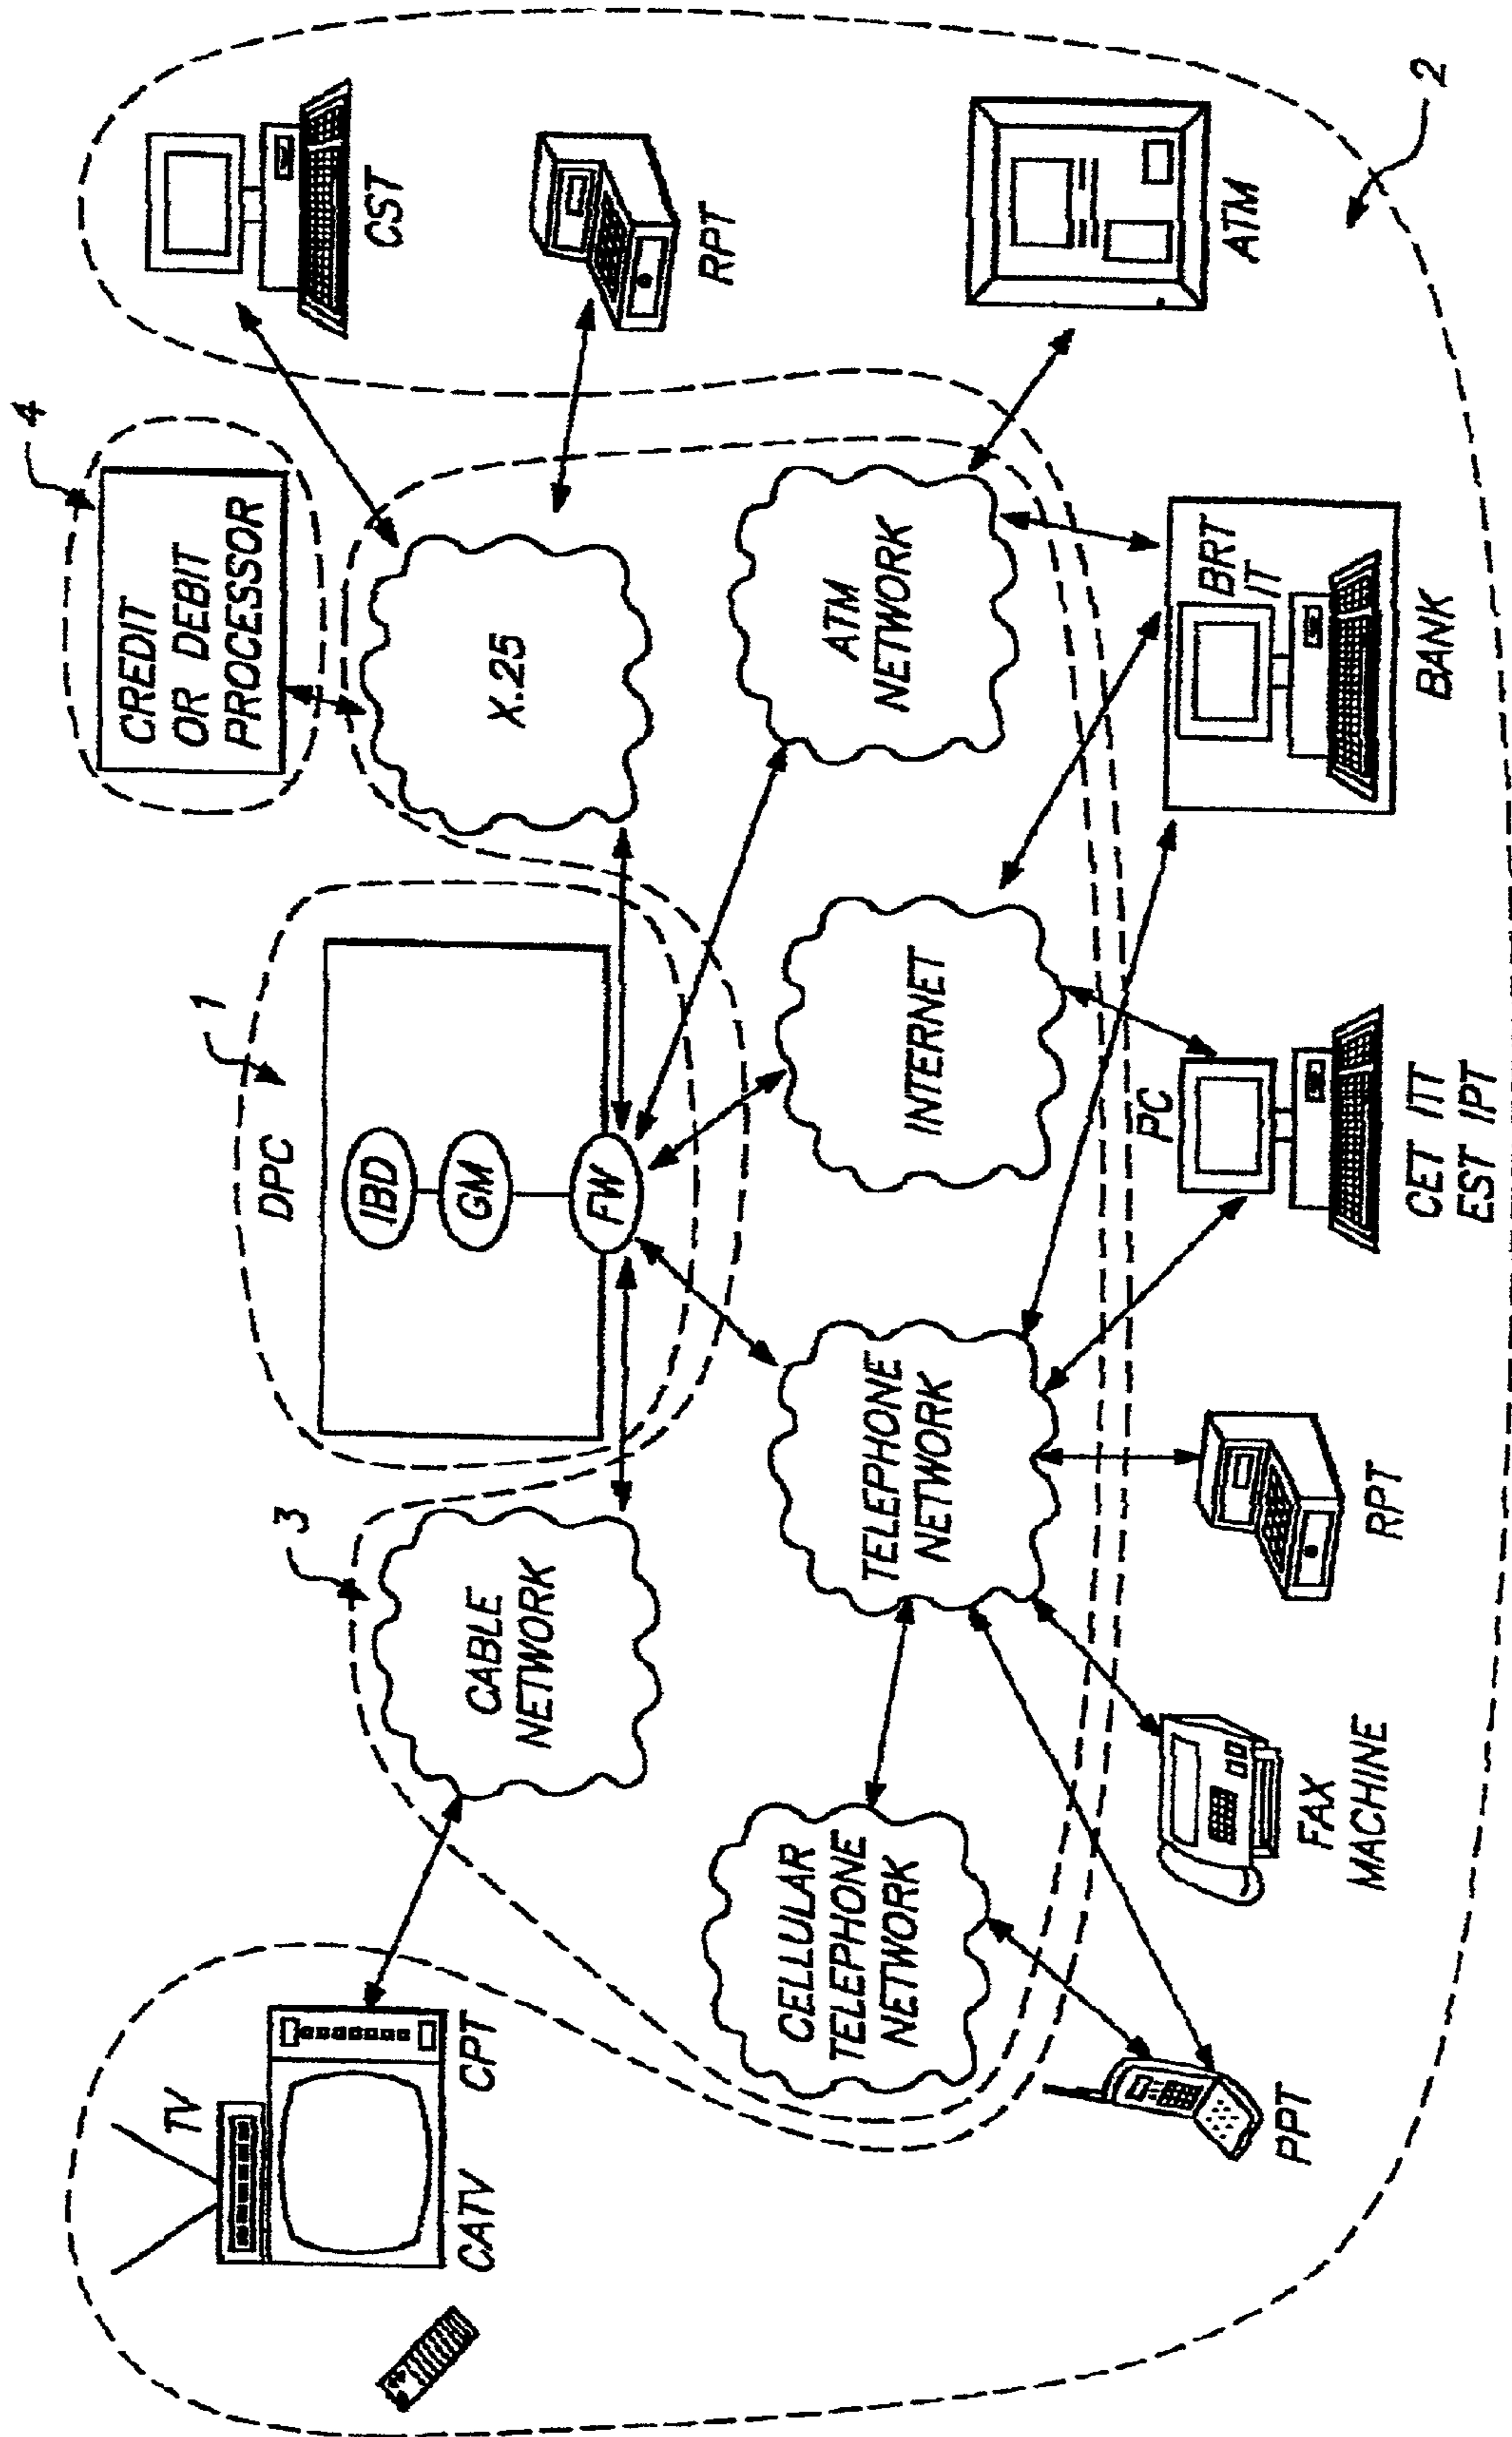 4
CREDIT
OR DEBIT
PROCESSOR
1
DPC
IBD
GM
FW
3
TV
CATV
CPT
CABLE
NETWORK
X.25
CST
RPT
CELLULAR
TELEPHONE
NETWORK
TELEPHONE
NETWORK
INTERNET
ATM
NETWORK
ATM
2
PPT
FAX
MACHINE
RPT
PC
CET ITT
EST IPT
BRT
IT
BANK